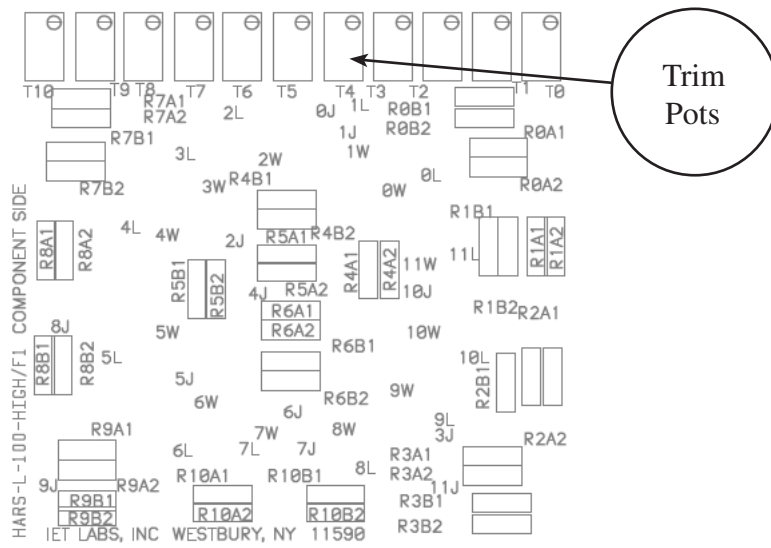 T10 T9 T8 T7 T6 T5 T4 T3 T2 T1 T0
Trim
Pots
R7A1
R7A2
2L
0J
1L
R0B1
R0B2
R7B1
1J
R0A1
3L
2W
1W
R7B2
3W
R4B1
0W
0L
R0A2
R1B1
4L
4W
2J
R5A1
R4B2
R8A1
R8A2
R5B1
R5B2
R4A1
R4A2
11W
11L
R1A1
R1A2
4J
R5A2
10J
R6A1
R1B2
R2A1
8J
5W
R6A2
10W
R6B1
R8B1
R8B2
5L
10L
R2B1
5J
6W
R6B2
9W
6J
9L
R9A1
7W
8W
3J
R2A2
6L
7L
7J
R3A1
8L
R3A2
9J
R9A2
R10A1
R10B1
11J
R9B1
R3B1
R9B2
R10A2
R10B2
R3B2
IET LABS, INC WESTBURY, NY 11590
HARS-L-100-HIGH/F1 COMPONENT SIDE